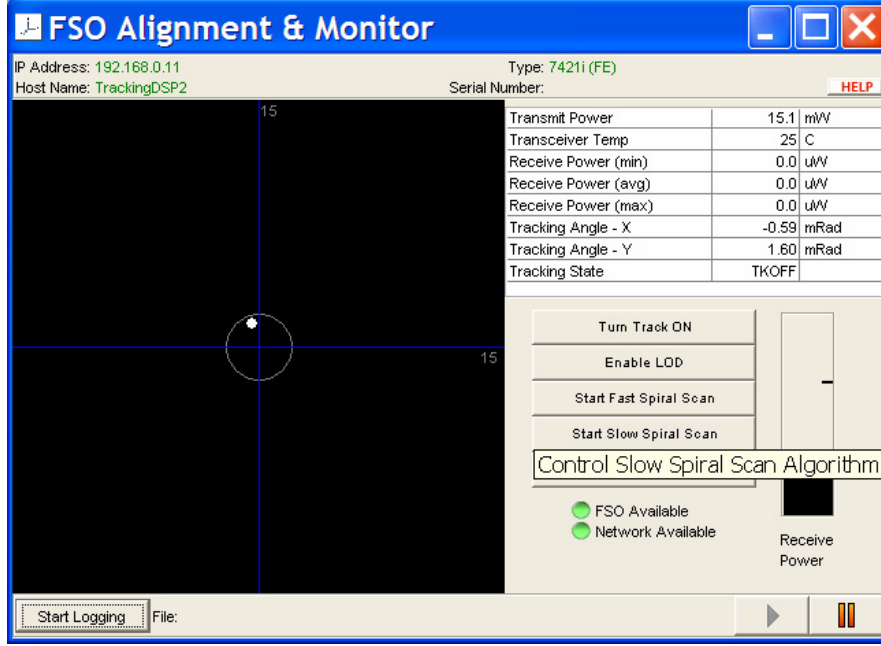 FSO Alignment & Monitor
IP Address: 192.168.0.11
Type: 7421i (FE)
Host Name: TrackingDSP2
Serial Number:
HELP
15
15
Transmit Power 15.1 mW
Transceiver Temp 25 C
Receive Power (min) 0.0 uW
Receive Power (avg) 0.0 uW
Receive Power (max) 0.0 uW
Tracking Angle - X -0.59 mRad
Tracking Angle - Y 1.60 mRad
Tracking State TKOFF
Turn Track ON
Enable LOD
Start Fast Spiral Scan
Start Slow Spiral Scan
Control Slow Spiral Scan Algorithm
FSO Available
Network Available
Receive
Power
Start Logging File: